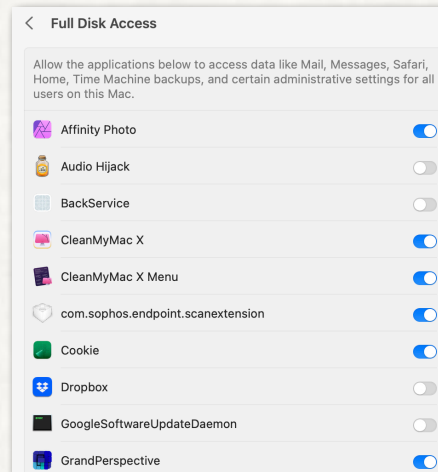 Full Disk Access
Allow the applications below to access data like Mail, Messages, Safari,
Home, Time Machine backups, and certain administrative settings for all
users on this Mac.
Affinity Photo
Audio Hijack
BackService
CleanMyMac X
CleanMyMac X Menu
com.sophos.endpoint.scanextension
Cookie
Dropbox
GoogleSoftwareUpdateDaemon
GrandPerspective